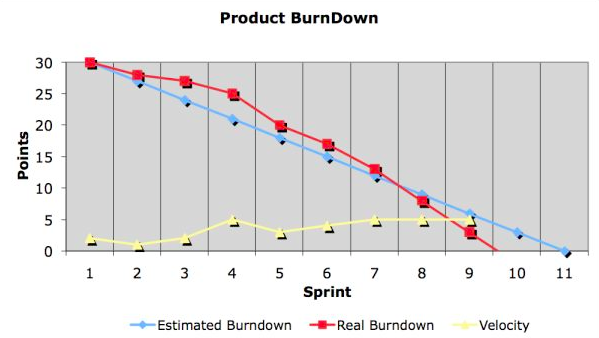 Product BurnDown
30
25
20
15
10
5
0
Points
1 2 3 4 5 6 7 8 9 10 11
Sprint
Estimated Burndown Real Burndown Velocity